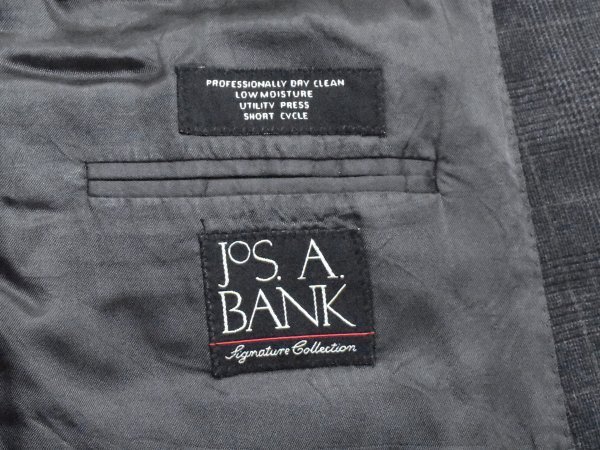 PROFESSIONALLY DRY CLEAN
LOW MOISTURE
UTILITY PRESS
SHORT CYCLE
JOS. A.
BANK
Signature Collection